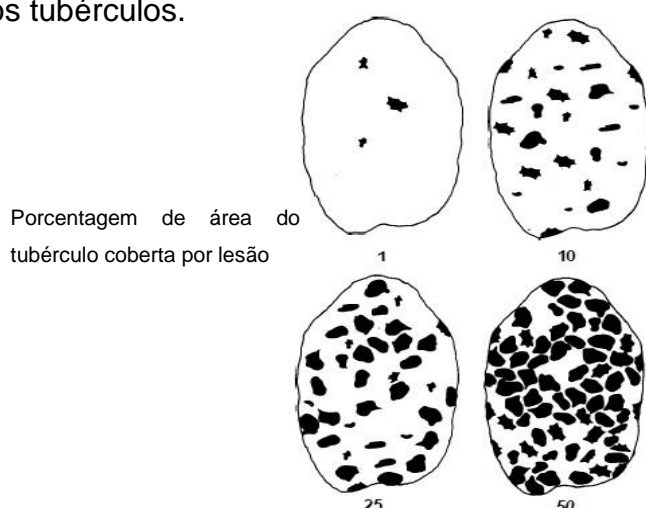 os tubérculos.
Porcentagem de área do
tubérculo coberta por lesão
1
10
25
50